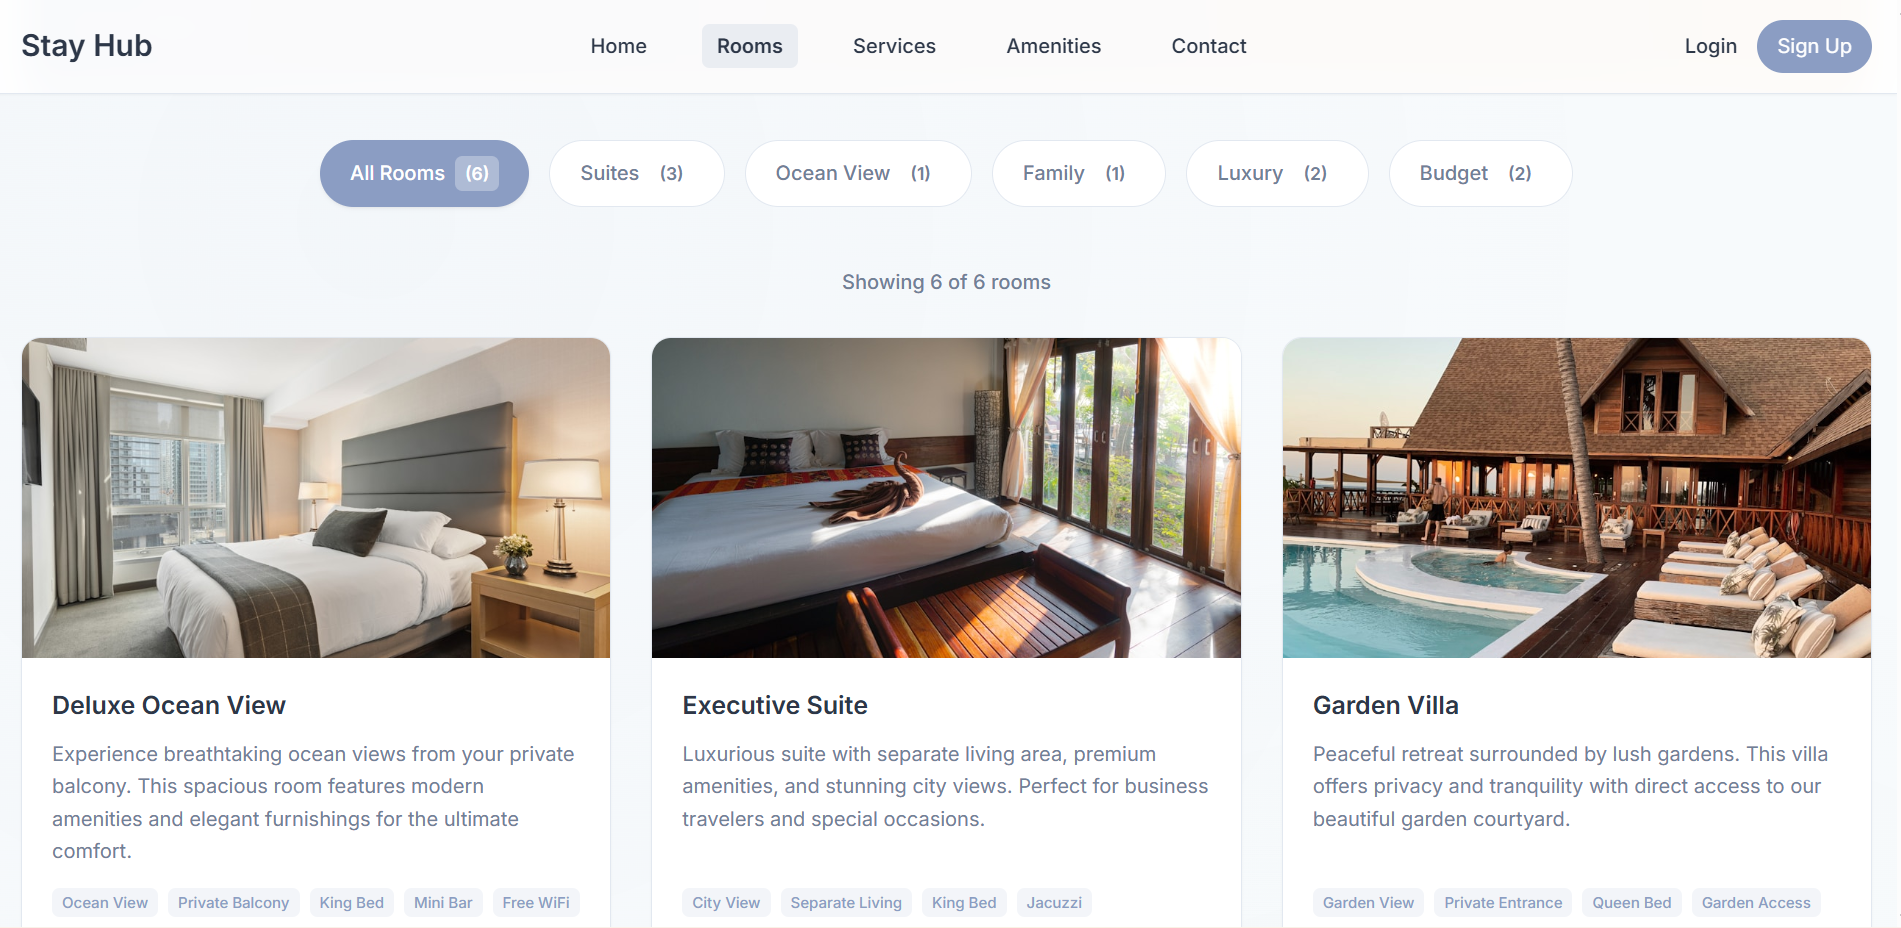 Stay Hub
Home
Rooms
Services
Amenities
Contact
Login
Sign Up
All Rooms (6)
Suites (3)
Ocean View (1)
Family (1)
Luxury (2)
Budget (2)
Showing 6 of 6 rooms
Deluxe Ocean View
Experience breathtaking ocean views from your private
balcony. This spacious room features modern
amenities and elegant furnishings for the ultimate
comfort.
Ocean View
Private Balcony
King Bed
Mini Bar
Free WiFi
Executive Suite
Luxurious suite with separate living area, premium
amenities, and stunning city views. Perfect for business
travelers and special occasions.
City View
Separate Living
King Bed
Jacuzzi
Garden Villa
Peaceful retreat surrounded by lush gardens. This villa
offers privacy and tranquility with direct access to our
beautiful garden courtyard.
Garden View
Private Entrance
Queen Bed
Garden Access